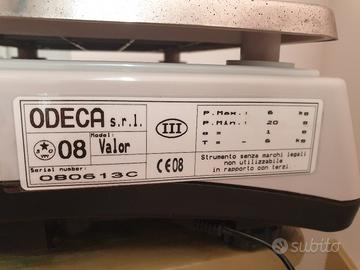 ODECA s.r.l.
08
Model:
Valor
Serial number:
080613C
III
CE08
P.Max.: 6 kg
P.Min.: 20 g
e= 1 g
T= - 6 kg
Strumento senza marchi legali
non utilizzabile
in rapporto con terzi.
subito